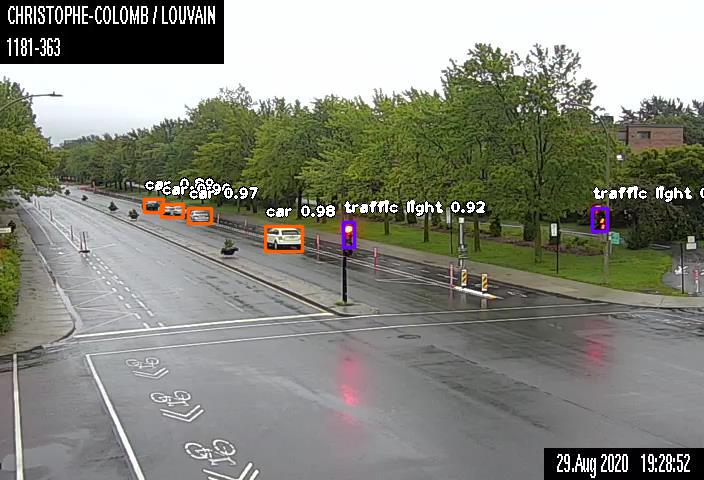 CHRISTOPHE-COLOMB / LOUVAIN
1181-363
car 0.97
car 0.98
traffic light 0.92
traffic light
29.Aug 2020 19:28:52